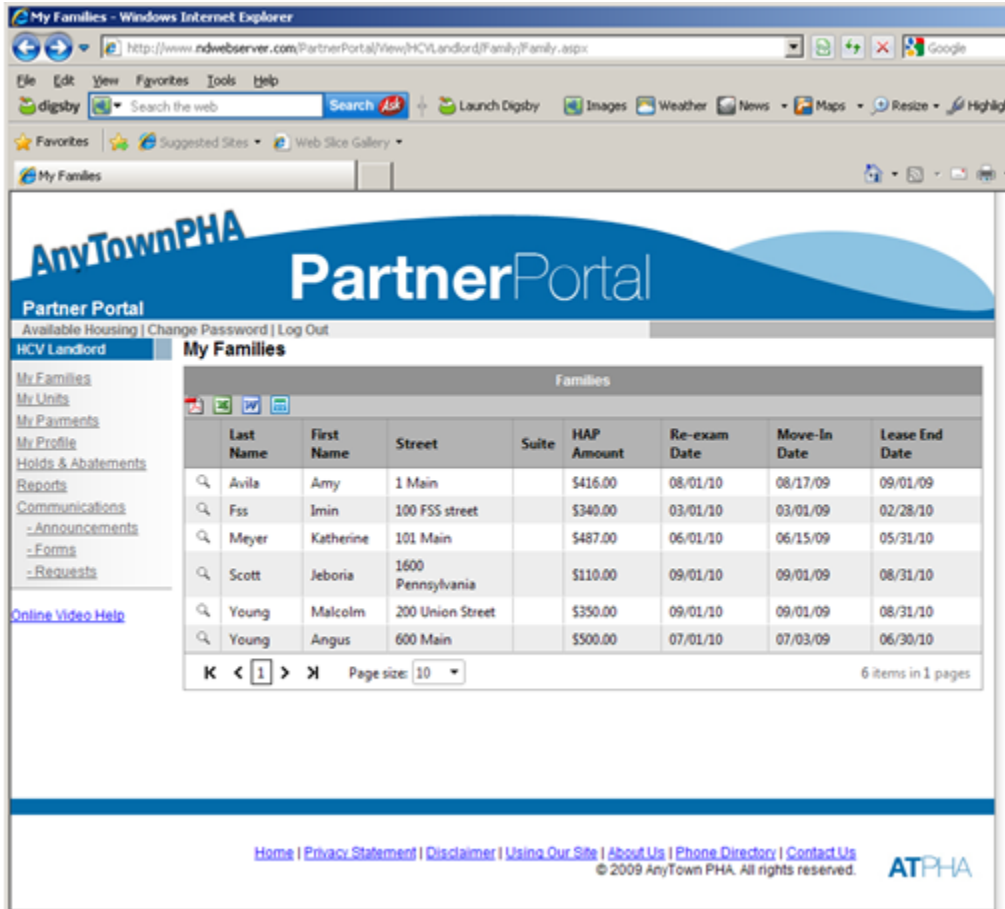 My Families - Windows Internet Explorer
http://www.ndwebserver.com/PartnerPortal/View/HCVLandlord/Family/Family.aspx Google
File Edit View Favorites Tools Help
digsby Search the web Search Ask Launch Digsby Images Weather News Maps Resize
Favorites Suggested Sites Web Slice Gallery
My Families
AnyTownPHA
PartnerPortal
Partner Portal
Available Housing | Change Password | Log Out
HCV Landlord
My Families
My Units
My Payments
My Profile
Holds & Abatements
Reports
Communications
- Announcements
- Forms
- Requests
Online Video Help
My Families
Families
Last Name First Name Street Suite HAP Amount Re-exam Date Move-In Date Lease End Date
Avila Amy 1 Main $416.00 08/01/10 08/17/09 09/01/09
Fss Imin 100 FSS street $340.00 03/01/10 03/01/09 02/28/10
Meyer Katherine 101 Main $487.00 06/01/10 06/15/09 05/31/10
Scott Jeboria 1600 Pennsylvania $110.00 09/01/10 09/01/09 08/31/10
Young Malcolm 200 Union Street $350.00 09/01/10 09/01/09 08/31/10
Young Angus 600 Main $500.00 07/01/10 07/03/09 06/30/10
1 Page size: 10 6 items in 1 pages
Home | Privacy Statement | Disclaimer | Using Our Site | About Us | Phone Directory | Contact Us
© 2009 AnyTown PHA. All rights reserved.
ATPHA